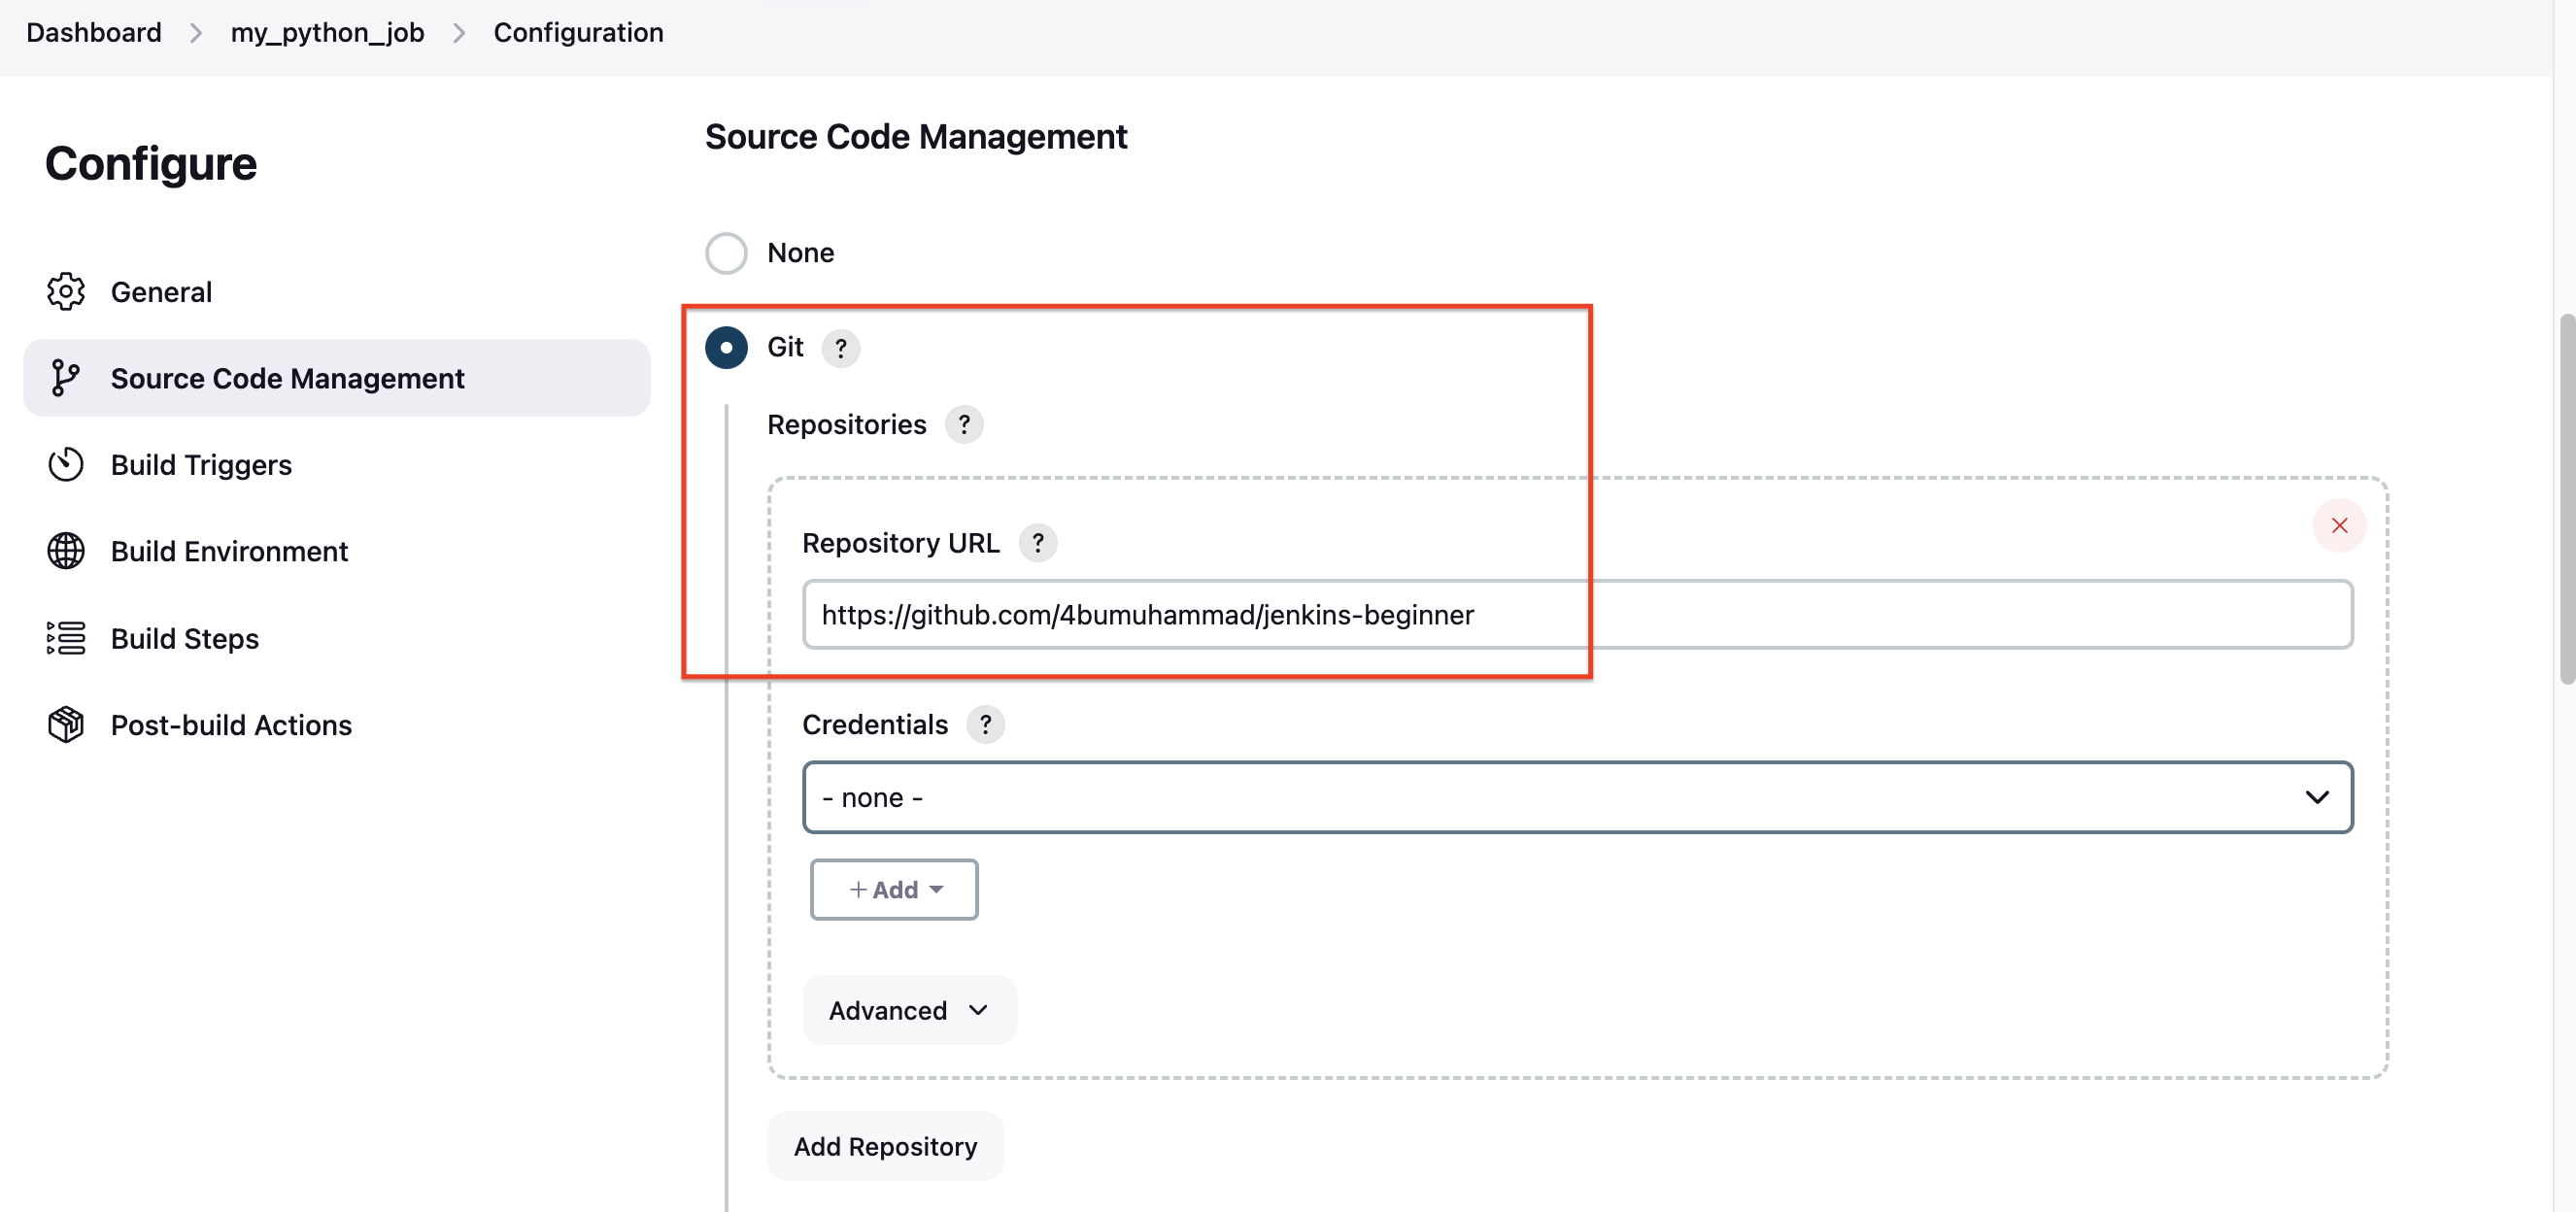 Dashboard > my_python_job > Configuration
Configure
General
Source Code Management
Build Triggers
Build Environment
Build Steps
Post-build Actions
Source Code Management
None
Git ?
Repositories ?
Repository URL ?
https://github.com/4bumuhammad/jenkins-beginner
Credentials ?
- none -
+ Add
Advanced
Add Repository